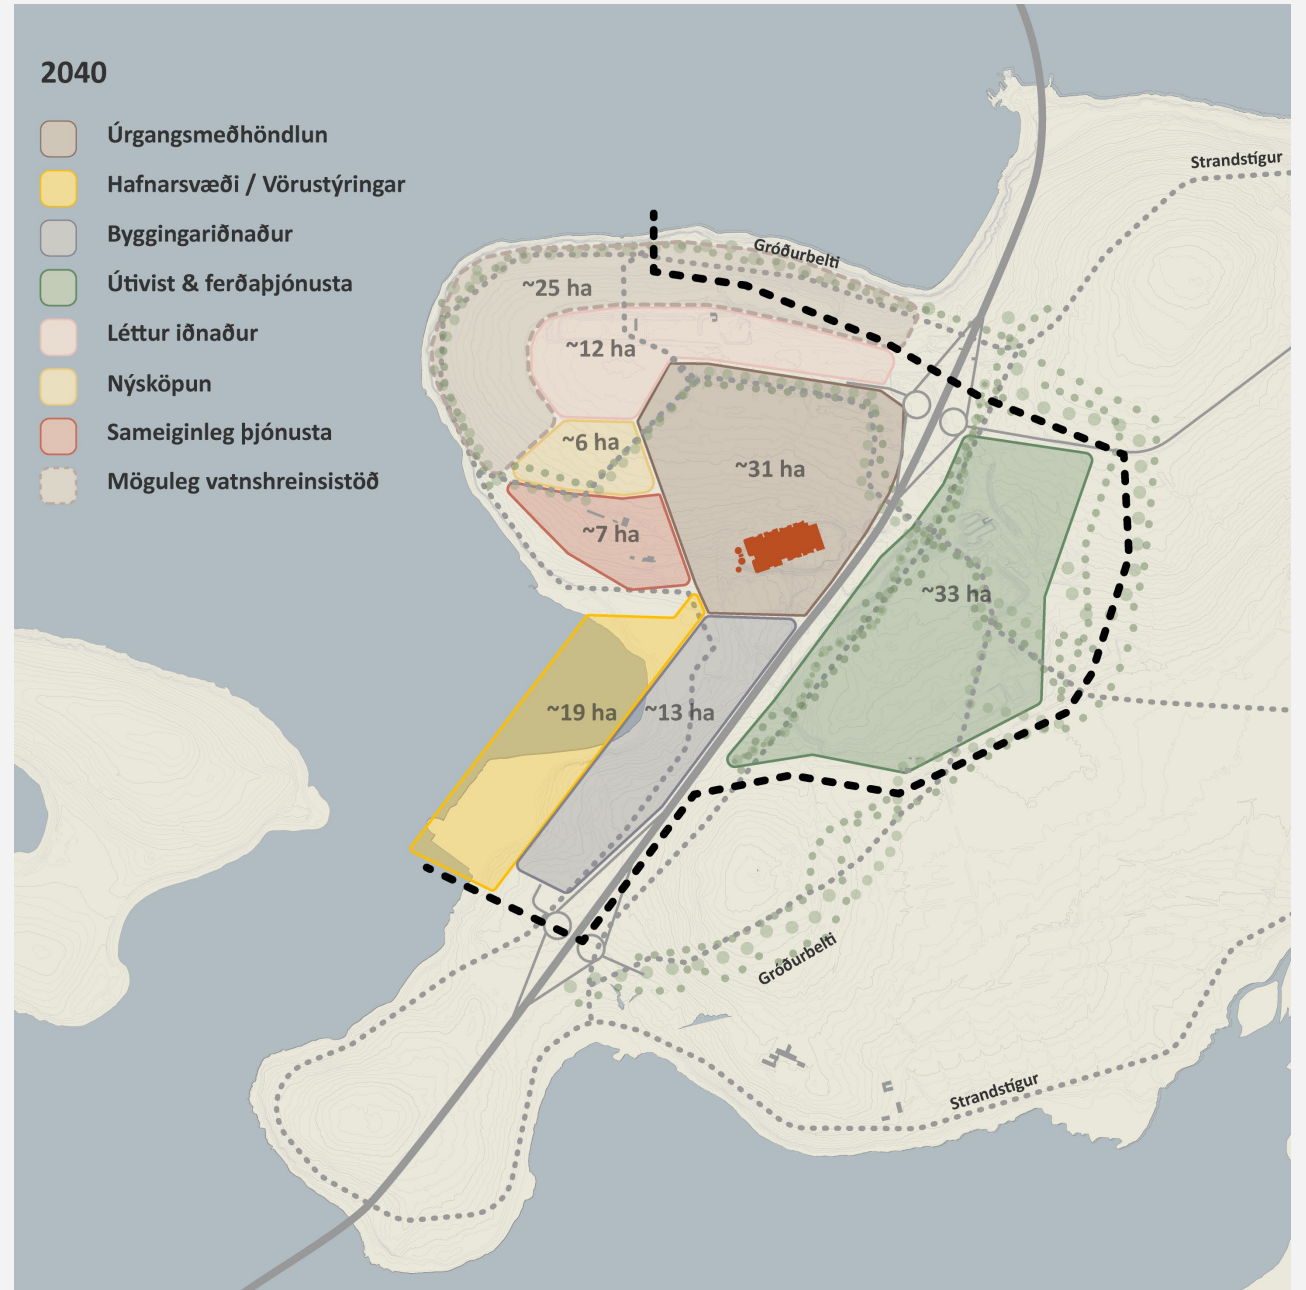 2040
Úrgangsmeðhöndlun
Hafnarsvæði / Vörustýringar
Byggingariðnaður
Útivist & ferðaþjónusta
Léttur iðnaður
Nýsköpun
Sameiginleg þjónusta
Möguleg vatnshreinsistöð
Strandstígur
Gróðurbelti
~25 ha
~12 ha
~6 ha
~31 ha
~7 ha
~33 ha
~19 ha
~13 ha
Gróðurbelti
Strandstígur